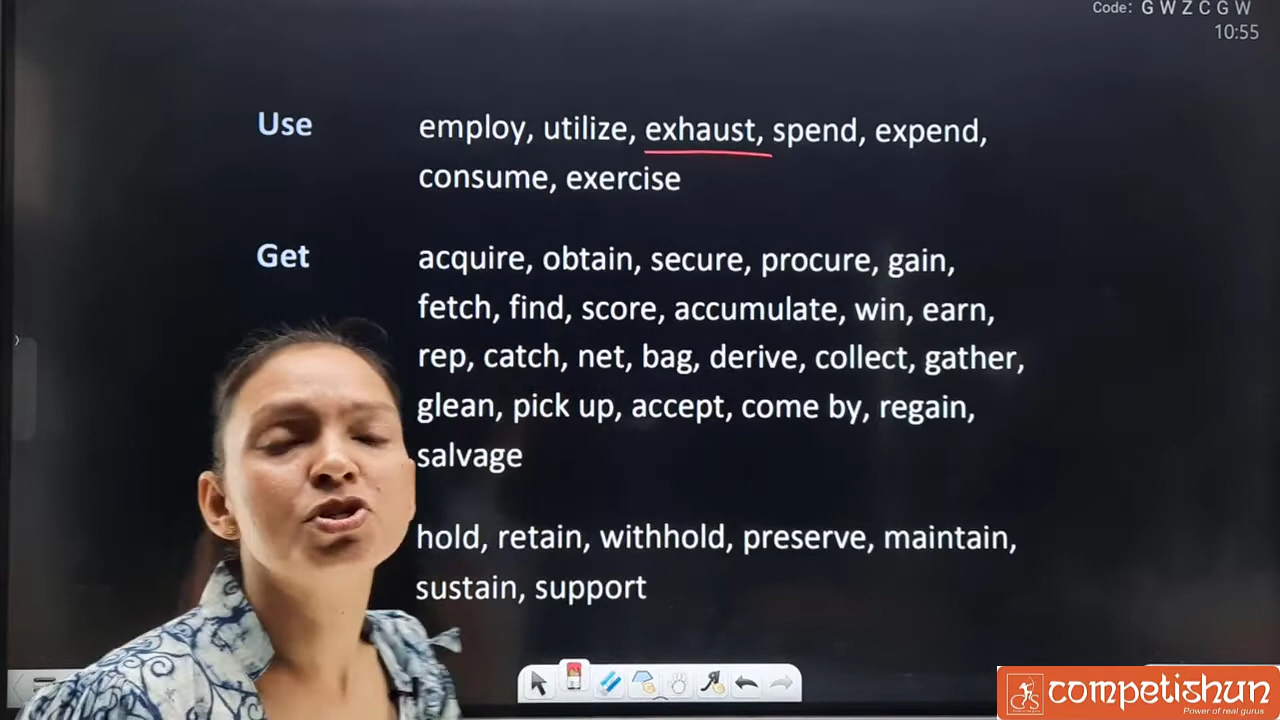 Code: G W Z C G W
10:55
Use employ, utilize, exhaust, spend, expend,
consume, exercise
Get acquire, obtain, secure, procure, gain,
fetch, find, score, accumulate, win, earn,
rep, catch, net, bag, derive, collect, gather,
glean, pick up, accept, come by, regain,
salvage
hold, retain, withhold, preserve, maintain,
sustain, support
competishun
Power of real gurus